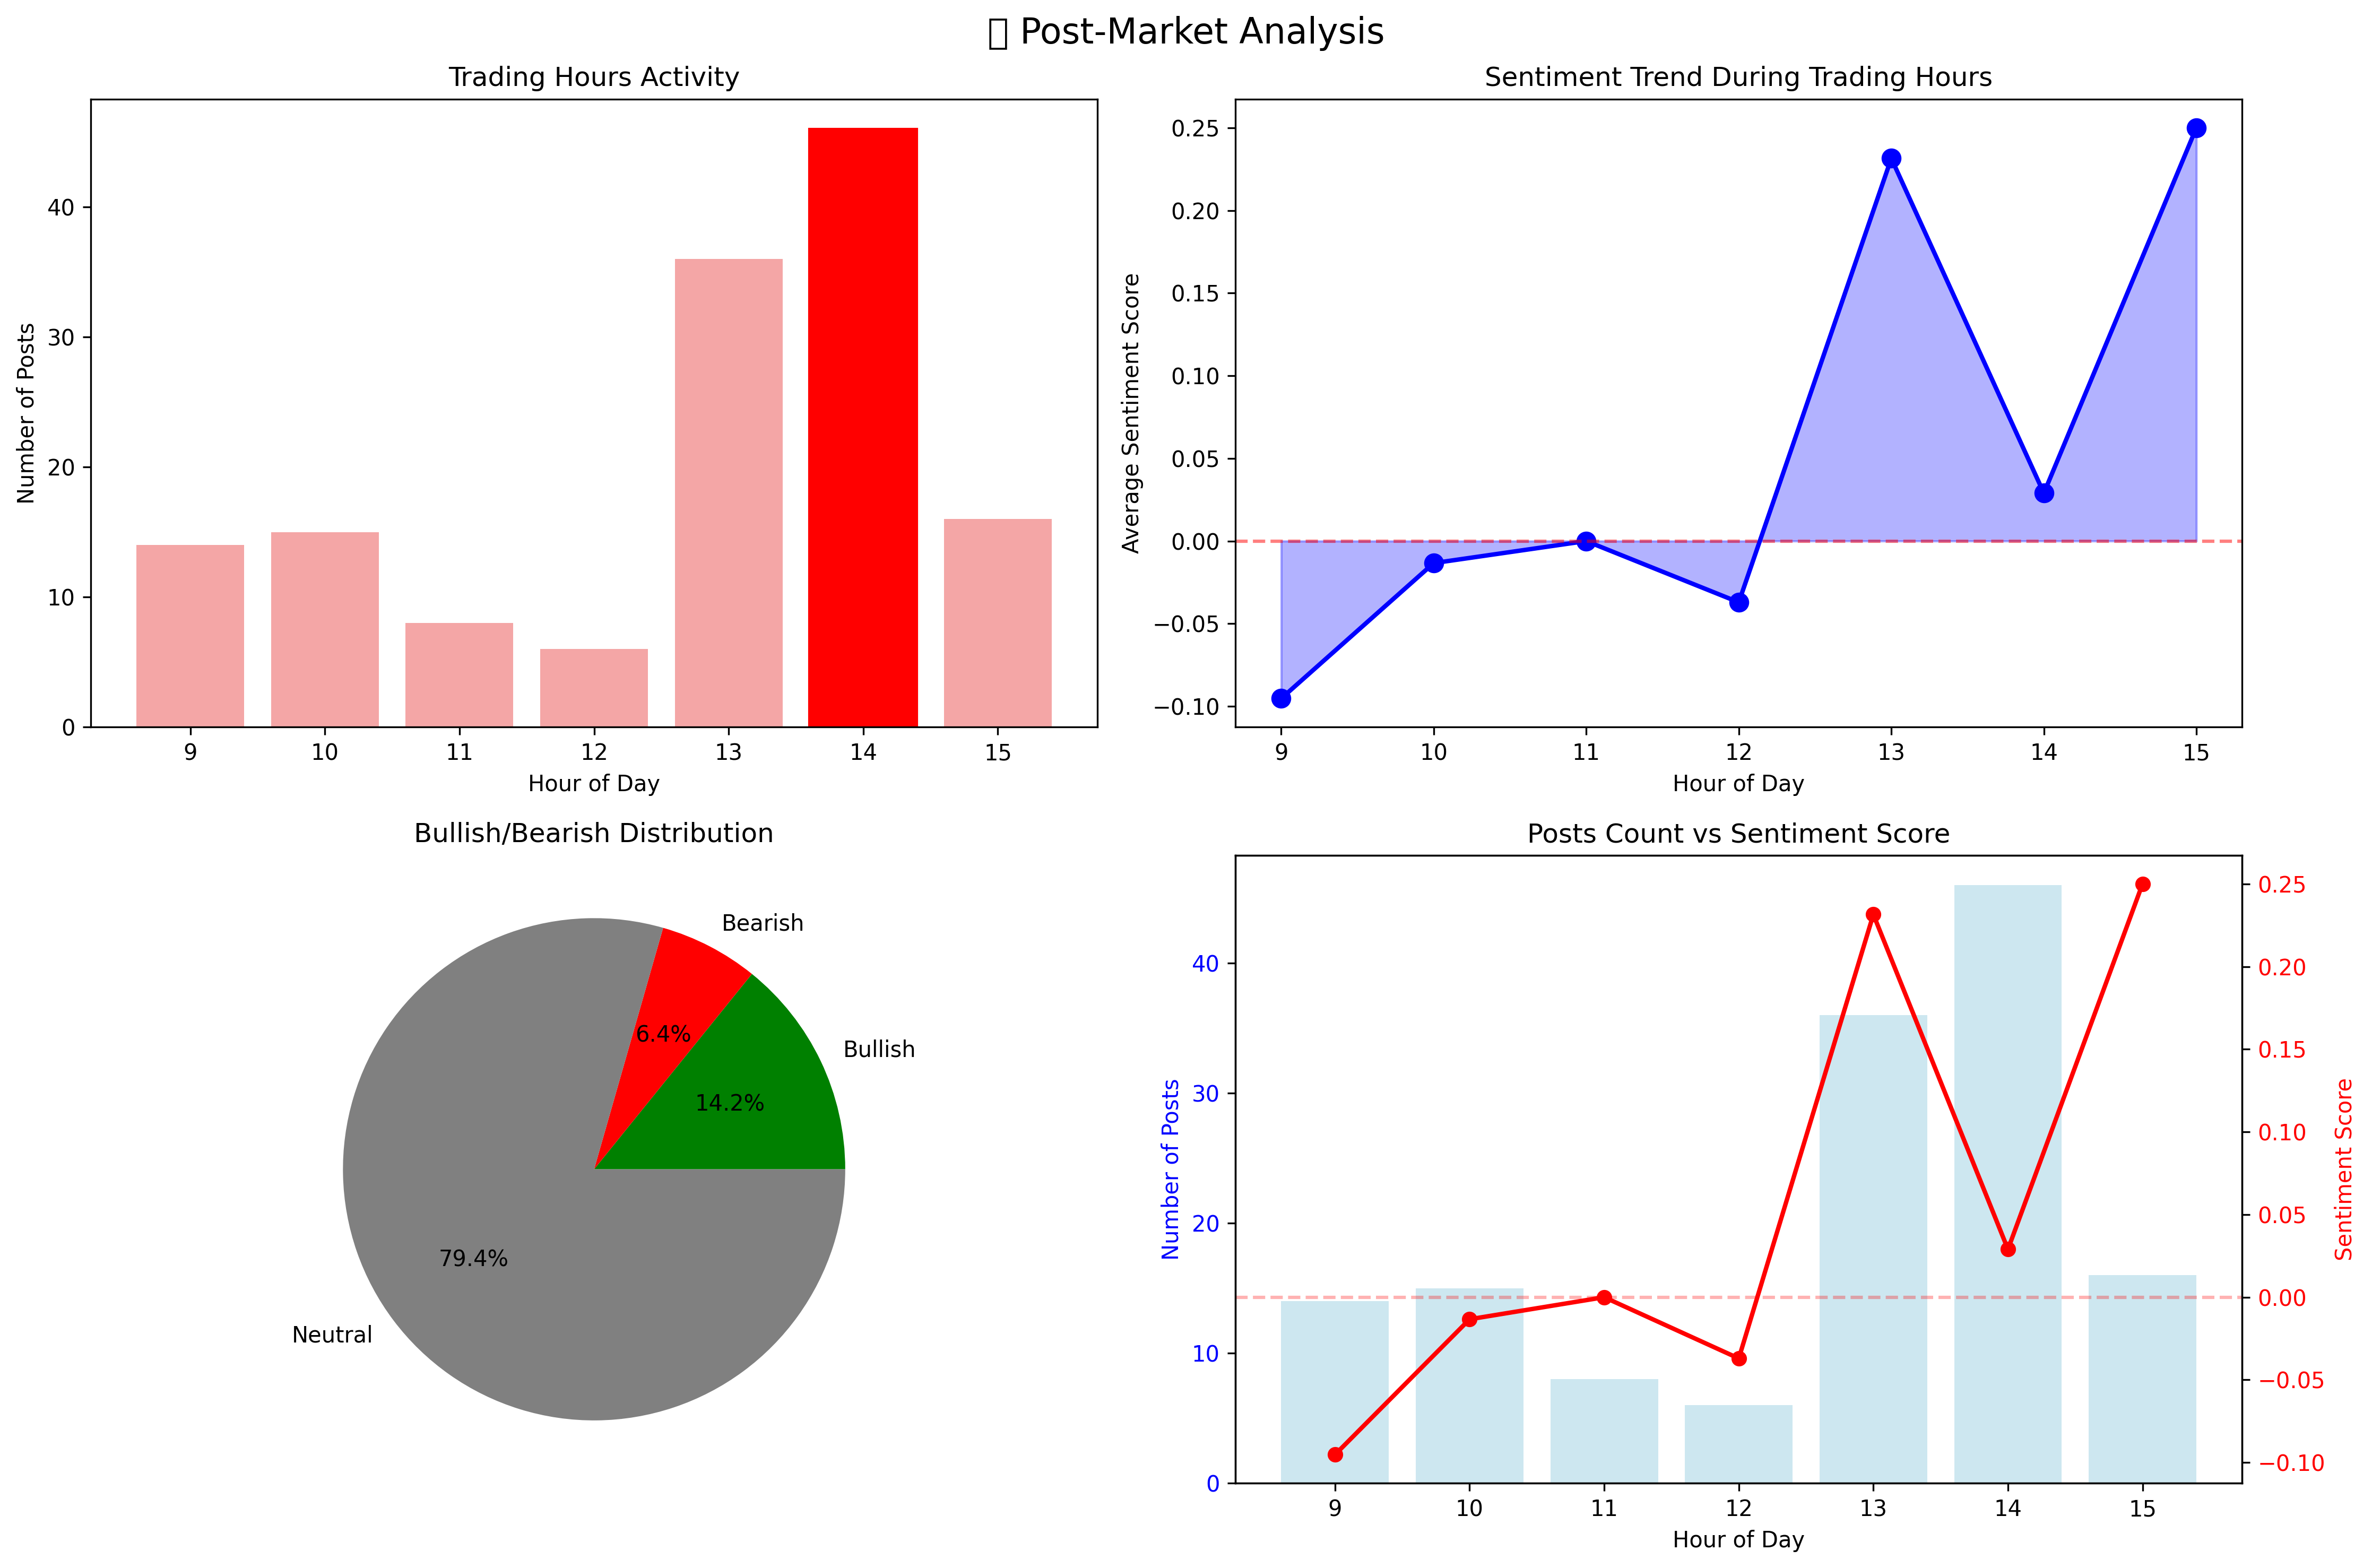 ▯ Post-Market Analysis
Trading Hours Activity
Number of Posts
40
30
20
10
0
9 10 11 12 13 14 15
Hour of Day
Sentiment Trend During Trading Hours
Average Sentiment Score
0.25
0.20
0.15
0.10
0.05
0.00
−0.05
−0.10
9 10 11 12 13 14 15
Hour of Day
Bullish/Bearish Distribution
Bearish
6.4%
Bullish
14.2%
79.4%
Neutral
Posts Count vs Sentiment Score
Number of Posts
40
30
20
10
0
Sentiment Score
0.25
0.20
0.15
0.10
0.05
0.00
−0.05
−0.10
9 10 11 12 13 14 15
Hour of Day